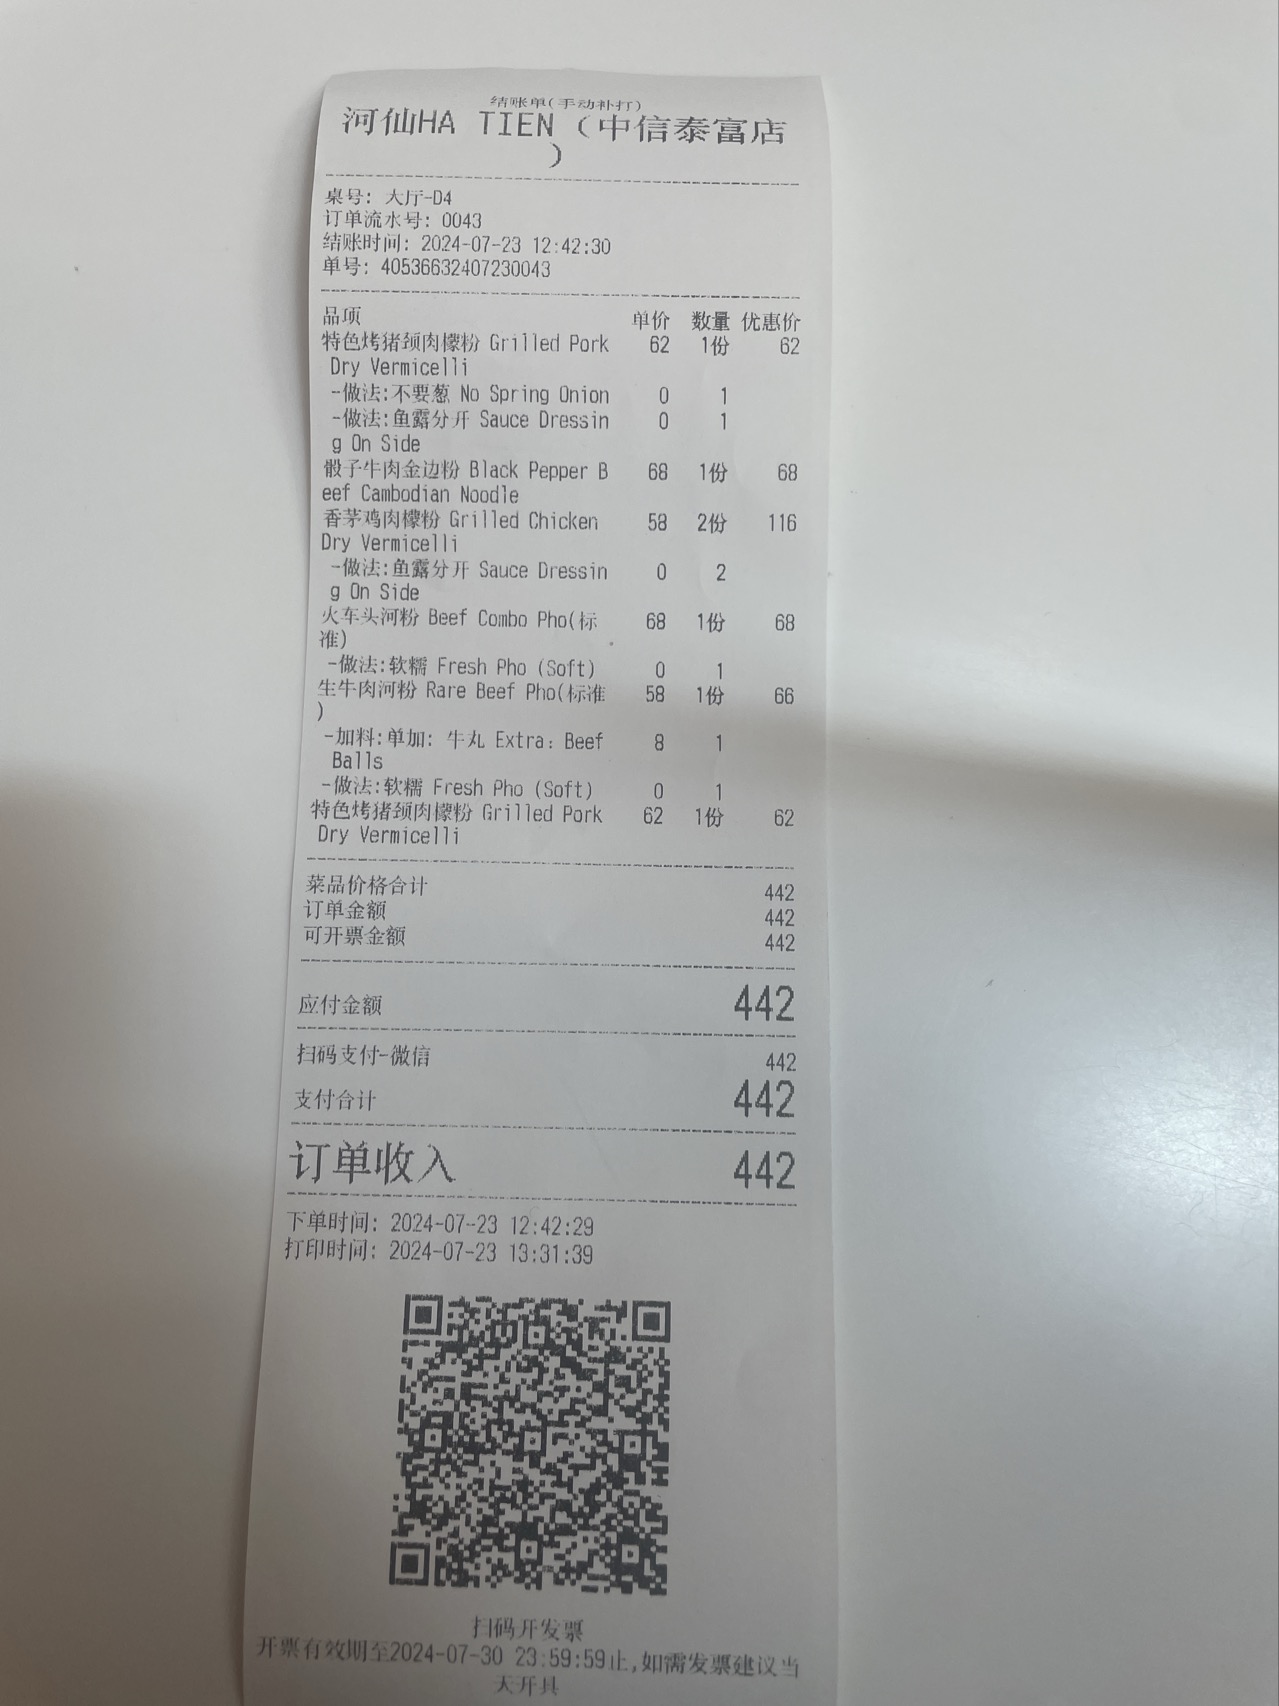 结账单(手动补打)
河仙HA TIEN（中信泰富店
）
桌号: 大厅-D4
订单流水号: 0043
结账时间: 2024-07-23 12:42:30
单号: 40536632407230043
品项 单价 数量 优惠价
特色烤猪颈肉檬粉 Grilled Pork 62 1份 62
Dry Vermicelli
-做法:不要葱 No Spring Onion 0 1
-做法:鱼露分开 Sauce Dressin 0 1
g On Side
骰子牛肉金边粉 Black Pepper B 68 1份 68
eef Cambodian Noodle
香茅鸡肉檬粉 Grilled Chicken 58 2份 116
Dry Vermicelli
-做法:鱼露分开 Sauce Dressin 0 2
g On Side
火车头河粉 Beef Combo Pho(标 68 1份 68
准)
-做法:软糯 Fresh Pho (Soft) 0 1
生牛肉河粉 Rare Beef Pho(标准 58 1份 66
)
-加料:单加: 牛丸 Extra: Beef 8 1
Balls
-做法:软糯 Fresh Pho (Soft) 0 1
特色烤猪颈肉檬粉 Grilled Pork 62 1份 62
Dry Vermicelli
菜品价格合计 442
订单金额 442
可开票金额 442
应付金额 442
扫码支付-微信 442
支付合计 442
订单收入 442
下单时间: 2024-07-23 12:42:29
打印时间: 2024-07-23 13:31:39
扫码开发票
开票有效期至2024-07-30 23:59:59止,如需发票建议当
天开具